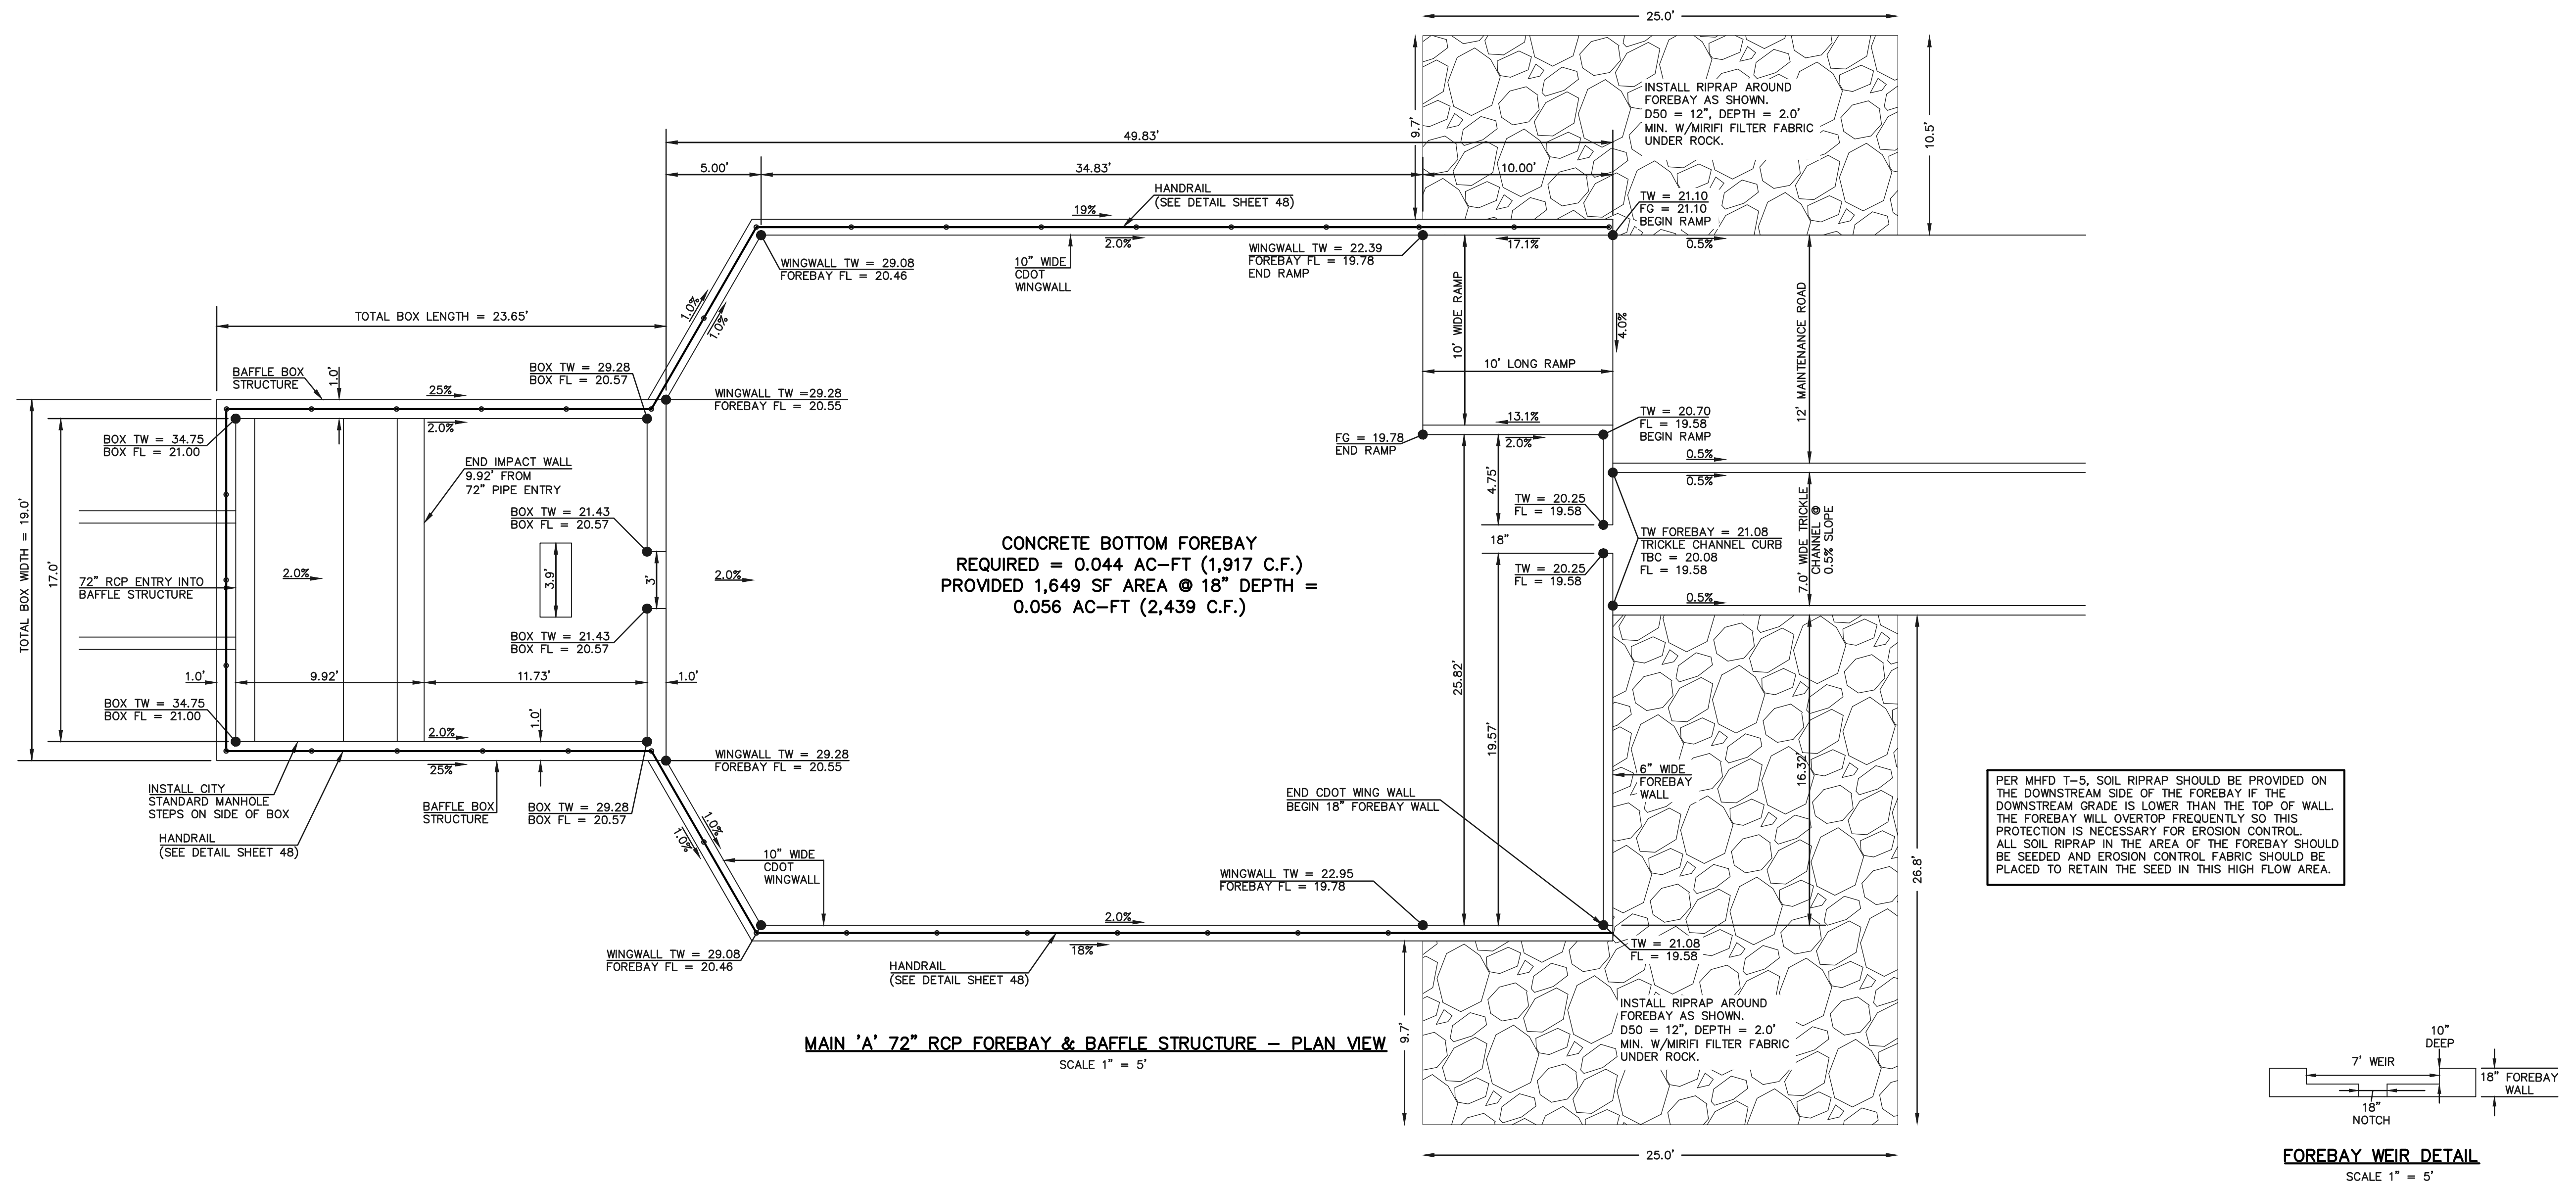 25.0'
INSTALL RIPRAP AROUND
FOREBAY AS SHOWN.
D50 = 12", DEPTH = 2.0'
MIN. W/MIRIFI FILTER FABRIC
UNDER ROCK.
9.7'
10.5'
49.83'
5.00'
34.83'
10.00'
HANDRAIL
(SEE DETAIL SHEET 48)
19%
2.0%
TW = 21.10
FG = 21.10
BEGIN RAMP
17.1%
0.5%
WINGWALL TW = 29.08
FOREBAY FL = 20.46
10" WIDE
CDOT
WINGWALL
WINGWALL TW = 22.39
FOREBAY FL = 19.78
END RAMP
1.0%
1.0%
10' WIDE RAMP
4.0%
12' MAINTENANCE ROAD
TOTAL BOX LENGTH = 23.65'
10' LONG RAMP
BAFFLE BOX
STRUCTURE
1.0'
25%
2.0%
BOX TW = 29.28
BOX FL = 20.57
WINGWALL TW =29.28
FOREBAY FL = 20.55
BOX TW = 34.75
BOX FL = 21.00
END IMPACT WALL
9.92' FROM
72" PIPE ENTRY
13.1%
2.0%
FG = 19.78
END RAMP
TW = 20.70
FL = 19.58
BEGIN RAMP
0.5%
0.5%
4.75'
TOTAL BOX WIDTH = 19.0'
17.0'
BOX TW = 21.43
BOX FL = 20.57
TW = 20.25
FL = 19.58
18"
TW = 20.25
FL = 19.58
TW FOREBAY = 21.08
TRICKLE CHANNEL CURB
TBC = 20.08
FL = 19.58
7.0' WIDE TRICKLE
CHANNEL @
0.5% SLOPE
0.5%
CONCRETE BOTTOM FOREBAY
REQUIRED = 0.044 AC-FT (1,917 C.F.)
PROVIDED 1,649 SF AREA @ 18" DEPTH =
0.056 AC-FT (2,439 C.F.)
72" RCP ENTRY INTO
BAFFLE STRUCTURE
2.0%
3.9'
3'
2.0%
BOX TW = 21.43
BOX FL = 20.57
1.0'
9.92'
11.73'
1.0'
BOX TW = 34.75
BOX FL = 21.00
2.0%
1.0'
25%
WINGWALL TW = 29.28
FOREBAY FL = 20.55
25.82'
19.57'
16.32'
26.8'
6" WIDE
FOREBAY
WALL
INSTALL CITY
STANDARD MANHOLE
STEPS ON SIDE OF BOX
HANDRAIL
(SEE DETAIL SHEET 48)
BAFFLE BOX
STRUCTURE
BOX TW = 29.28
BOX FL = 20.57
1.0%
1.0%
10" WIDE
CDOT
WINGWALL
END CDOT WING WALL
BEGIN 18" FOREBAY WALL
WINGWALL TW = 22.95
FOREBAY FL = 19.78
PER MHFD T-5, SOIL RIPRAP SHOULD BE PROVIDED ON
THE DOWNSTREAM SIDE OF THE FOREBAY IF THE
DOWNSTREAM GRADE IS LOWER THAN THE TOP OF WALL.
THE FOREBAY WILL OVERTOP FREQUENTLY SO THIS
PROTECTION IS NECESSARY FOR EROSION CONTROL.
ALL SOIL RIPRAP IN THE AREA OF THE FOREBAY SHOULD
BE SEEDED AND EROSION CONTROL FABRIC SHOULD BE
PLACED TO RETAIN THE SEED IN THIS HIGH FLOW AREA.
WINGWALL TW = 29.08
FOREBAY FL = 20.46
2.0%
18%
HANDRAIL
(SEE DETAIL SHEET 48)
TW = 21.08
FL = 19.58
9.7'
INSTALL RIPRAP AROUND
FOREBAY AS SHOWN.
D50 = 12", DEPTH = 2.0'
MIN. W/MIRIFI FILTER FABRIC
UNDER ROCK.
25.0'
MAIN 'A' 72" RCP FOREBAY & BAFFLE STRUCTURE - PLAN VIEW
SCALE 1" = 5'
10"
DEEP
7' WEIR
18" FOREBAY
WALL
18"
NOTCH
FOREBAY WEIR DETAIL
SCALE 1" = 5'